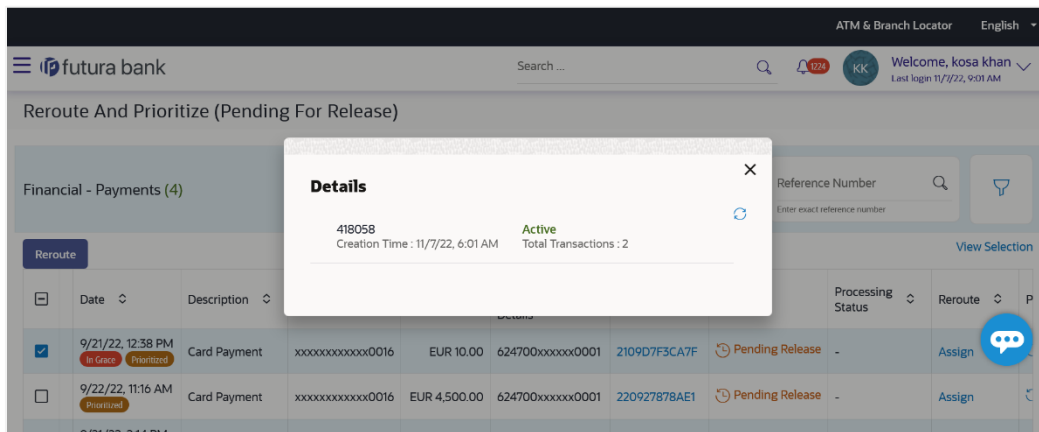 ATM & Branch Locator English
futura bank Search ... 1224 KK Welcome, kosa khan
Last login 11/7/22, 9:01 AM
Reroute And Prioritize (Pending For Release)
Financial - Payments (4)
Reference Number
Enter exact reference number
Details
418058 Active
Creation Time : 11/7/22, 6:01 AM Total Transactions : 2
Reroute View Selection
Date Description Details Processing Status Reroute P
9/21/22, 12:38 PM
In Grace Prioritized
Card Payment xxxxxxxxxxxx0016 EUR 10.00 624700xxxxxx0001 2109D7F3CA7F Pending Release - Assign
9/22/22, 11:16 AM
Prioritized
Card Payment xxxxxxxxxxxx0016 EUR 4,500.00 624700xxxxxx0001 220927878AE1 Pending Release - Assign